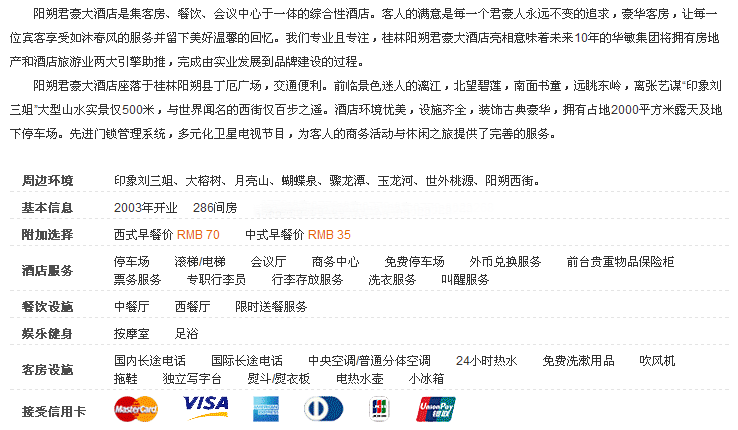 阳朔君豪大酒店是集客房、餐饮、会议中心于一体的综合性酒店。客人的满意是每一个君豪人永远不变的追求，豪华客房，让每一
位宾客享受如沐春风的服务并留下美好温馨的回忆。我们专业且专注，桂林阳朔君豪大酒店亮相意味着未来10年的华敏集团将拥有房地
产和酒店旅游业两大引擎助推，完成由实业发展到品牌建设的过程。
阳朔君豪大酒店座落于桂林阳朔县丁厄广场，交通便利。前临景色迷人的漓江，北望碧莲，南面书童，远眺东岭，离张艺谋“印象刘
三姐”大型山水实景仅500米，与世界闻名的西街仅百步之遥。酒店环境优美，设施齐全，装饰古典豪华，拥有占地2000平方米露天及地
下停车场。先进门锁管理系统，多元化卫星电视节目，为客人的商务活动与休闲之旅提供了完善的服务。
周边环境 印象刘三姐、大榕树、月亮山、蝴蝶泉、骥龙潭、玉龙河、世外桃源、阳朔西街。
基本信息 2003年开业 286间房
附加选择 西式早餐价 RMB 70 中式早餐价 RMB 35
酒店服务 停车场 滚梯/电梯 会议厅 商务中心 免费停车场 外币兑换服务 前台贵重物品保险柜
票务服务 专职行李员 行李存放服务 洗衣服务 叫醒服务
餐饮设施 中餐厅 西餐厅 限时送餐服务
娱乐健身 按摩室 足浴
客房设施 国内长途电话 国际长途电话 中央空调/普通分体空调 24小时热水 免费洗漱用品 吹风机
拖鞋 独立写字台 熨斗/熨衣板 电热水壶 小冰箱
接受信用卡 MasterCard VISA AMERICAN EXPRESS JCB UnionPay 银联